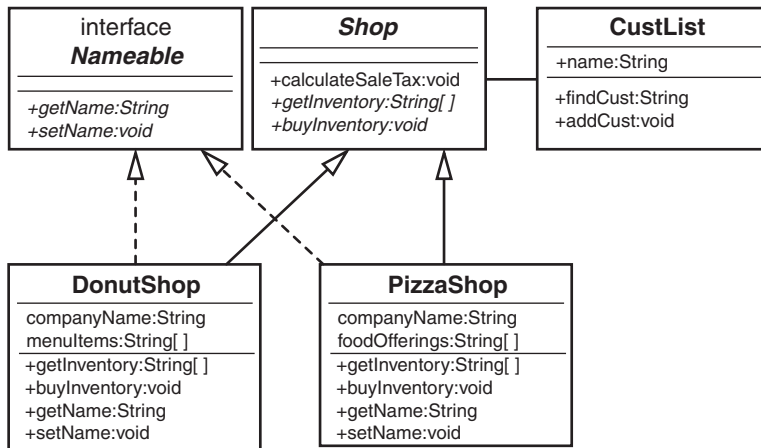 interface
Nameable
+getName:String
+setName:void
Shop
+calculateSaleTax:void
+getInventory:String[ ]
+buyInventory:void
CustList
+name:String
+findCust:String
+addCust:void
DonutShop
companyName:String
menuItems:String[ ]
+getInventory:String[ ]
+buyInventory:void
+getName:String
+setName:void
PizzaShop
companyName:String
foodOfferings:String[ ]
+getInventory:String[ ]
+buyInventory:void
+getName:String
+setName:void